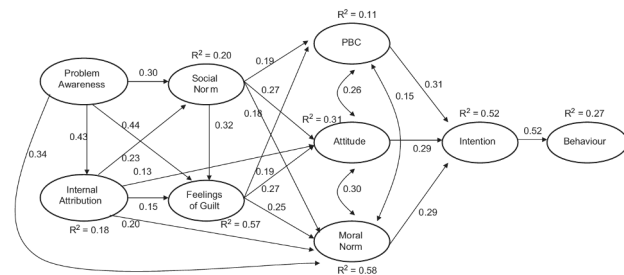 R² = 0.11
PBC
R² = 0.20
0.19
Problem
Awareness
0.30
Social
Norm
0.27
0.26
0.15
0.31
0.18
R² = 0.31
R² = 0.52
R² = 0.27
0.43
0.44
0.32
Attitude
0.29
Intention
0.52
Behaviour
0.34
0.23
0.13
0.19
0.27
0.30
Internal
Attribution
0.15
Feelings
of Guilt
0.25
0.29
0.20
R² = 0.18
R² = 0.57
Moral
Norm
R² = 0.58